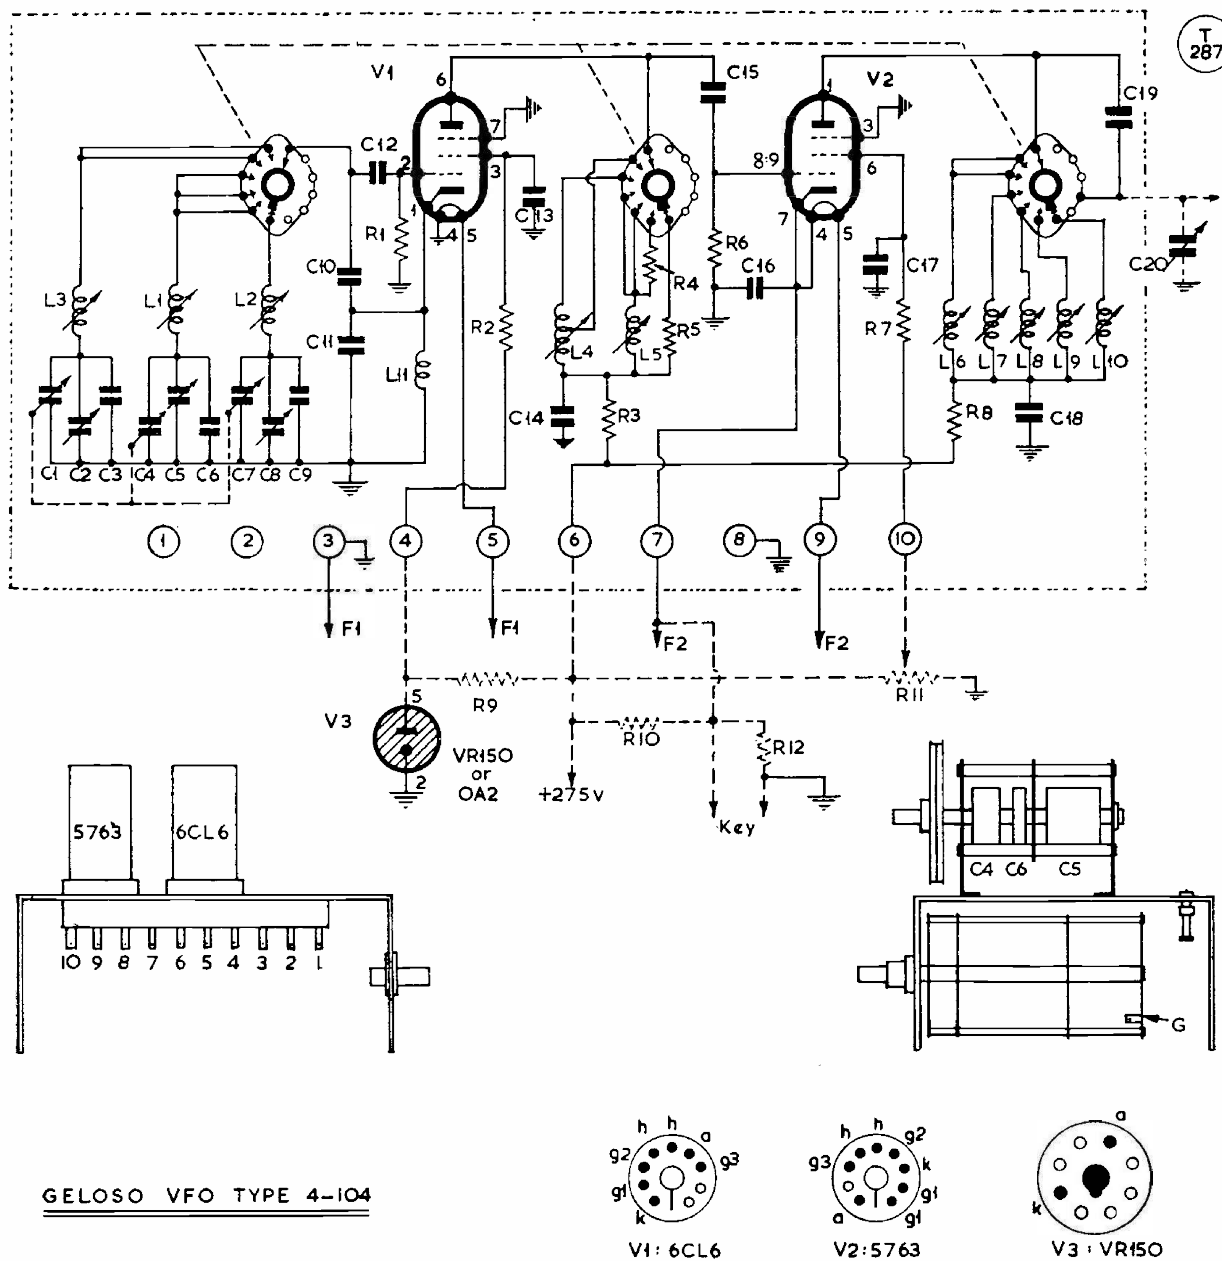 T
287
V1
6
C15
V2
1
C19
C12
2
7
3
8·9
3
6
1
4
5
C13
7
4
5
R1
C10
R6
C16
R4
C17
C20
L3
L1
L2
C11
R2
R5
R7
L4
L5
L6
L7
L8
L9
L10
L11
C14
R3
R8
C18
C1
C2
C3
C4
C5
C6
C7
C8
C9
1
2
3
4
5
6
7
8
9
10
F1
F1
F2
F2
R9
R11
5
V3
2
VR150
or
OA2
R10
R12
+275V
Key
5763
6CL6
10 9 8 7 6 5 4 3 2 1
C4 C6 C5
G
GELOSO VFO TYPE 4-104
h h a
g2 g3
g1
k
V1: 6CL6
h h g2
g3 k
g1
a g1
V2: 5763
a
k
V3: VR150